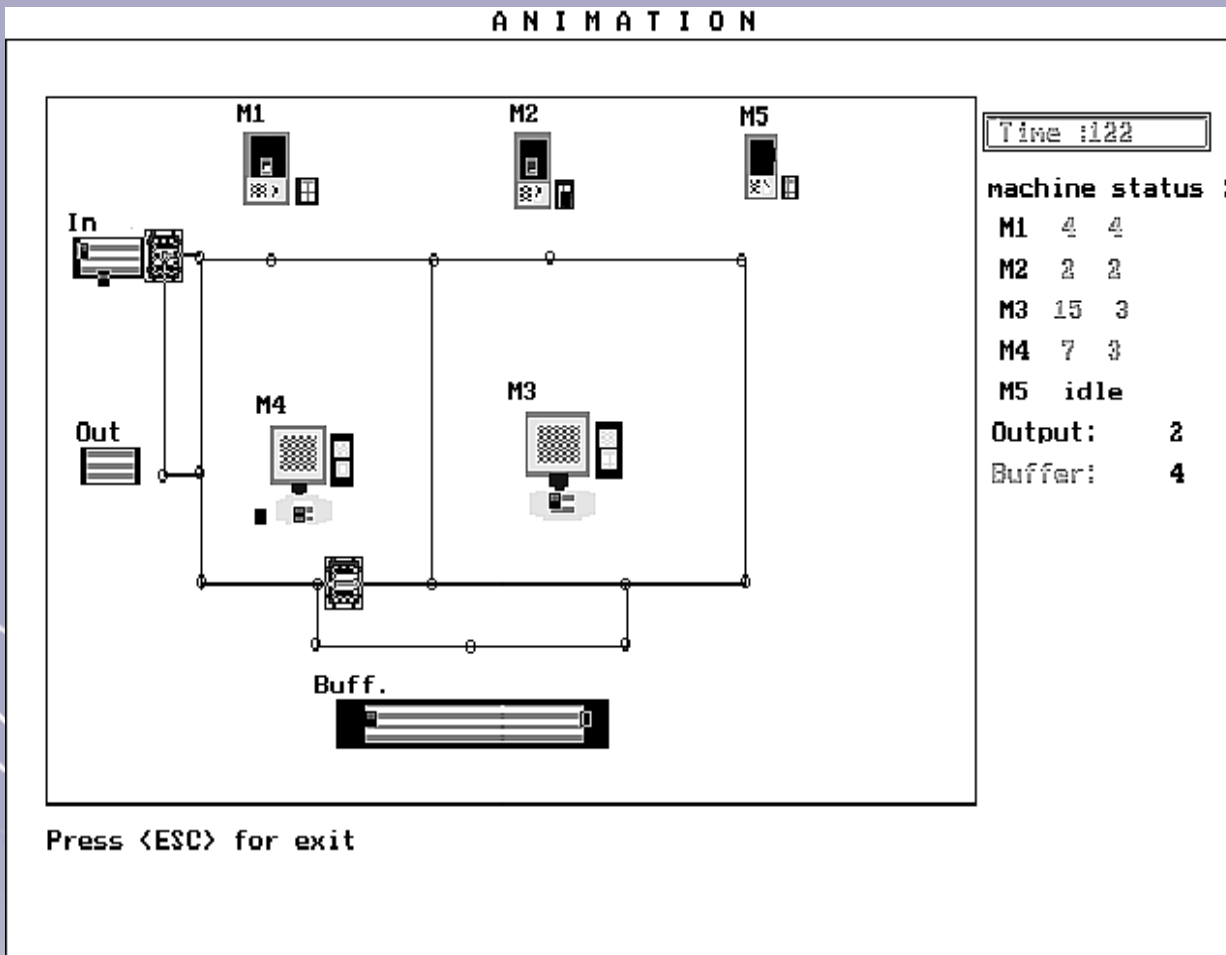 A N I M A T I O N
M1
M2
M5
In
M4
M3
Out
Buff.
Time :122
machine status :
M1 4 4
M2 2 2
M3 15 3
M4 7 3
M5 idle
Output: 2
Buffer: 4
Press <ESC> for exit